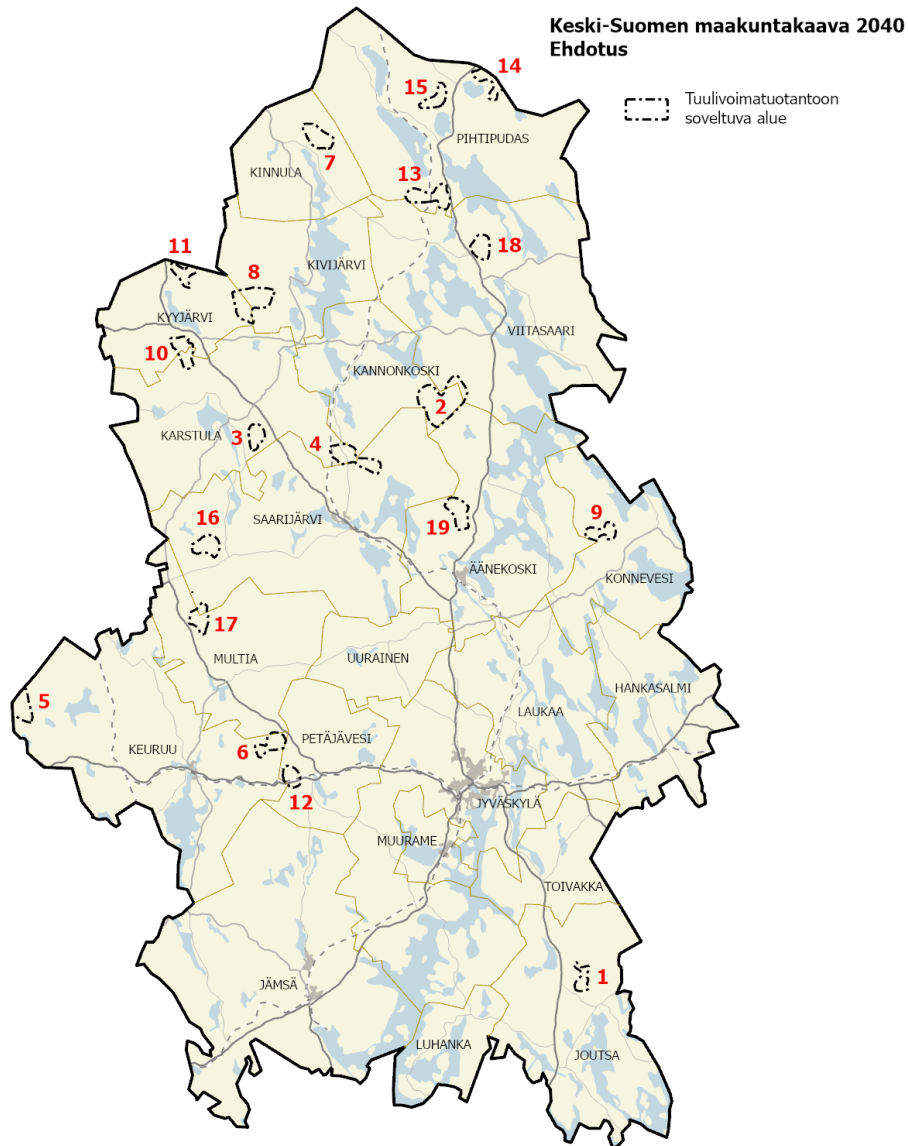 Keski-Suomen maakuntakaava 2040
Ehdotus
Tuulivoimatuotantoon
soveltuva alue
14
15
PIHTIPUDAS
7
KINNULA
13
18
11
8
KIVIJÄRVI
KYYJÄRVI
VIITASAARI
10
KANNONKOSKI
2
3
KARSTULA
4
16
SAARIJÄRVI
19
9
ÄÄNEKOSKI
KONNEVESI
17
MULTIA
UURAINEN
5
HANKASALMI
LAUKAA
KEURUU
6
PETÄJÄVESI
12
JYVÄSKYLÄ
MUURAME
TOIVAKKA
1
JÄMSÄ
LUHANKA
JOUTSA